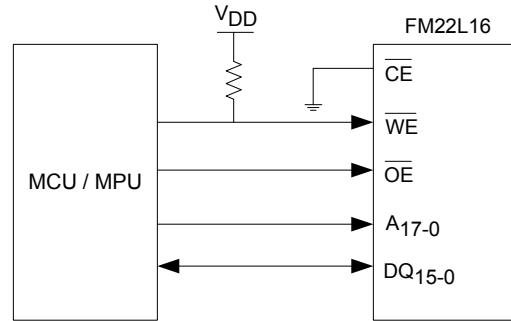 VDD
FM22L16
CE
WE
OE
MCU / MPU
A17-0
DQ15-0